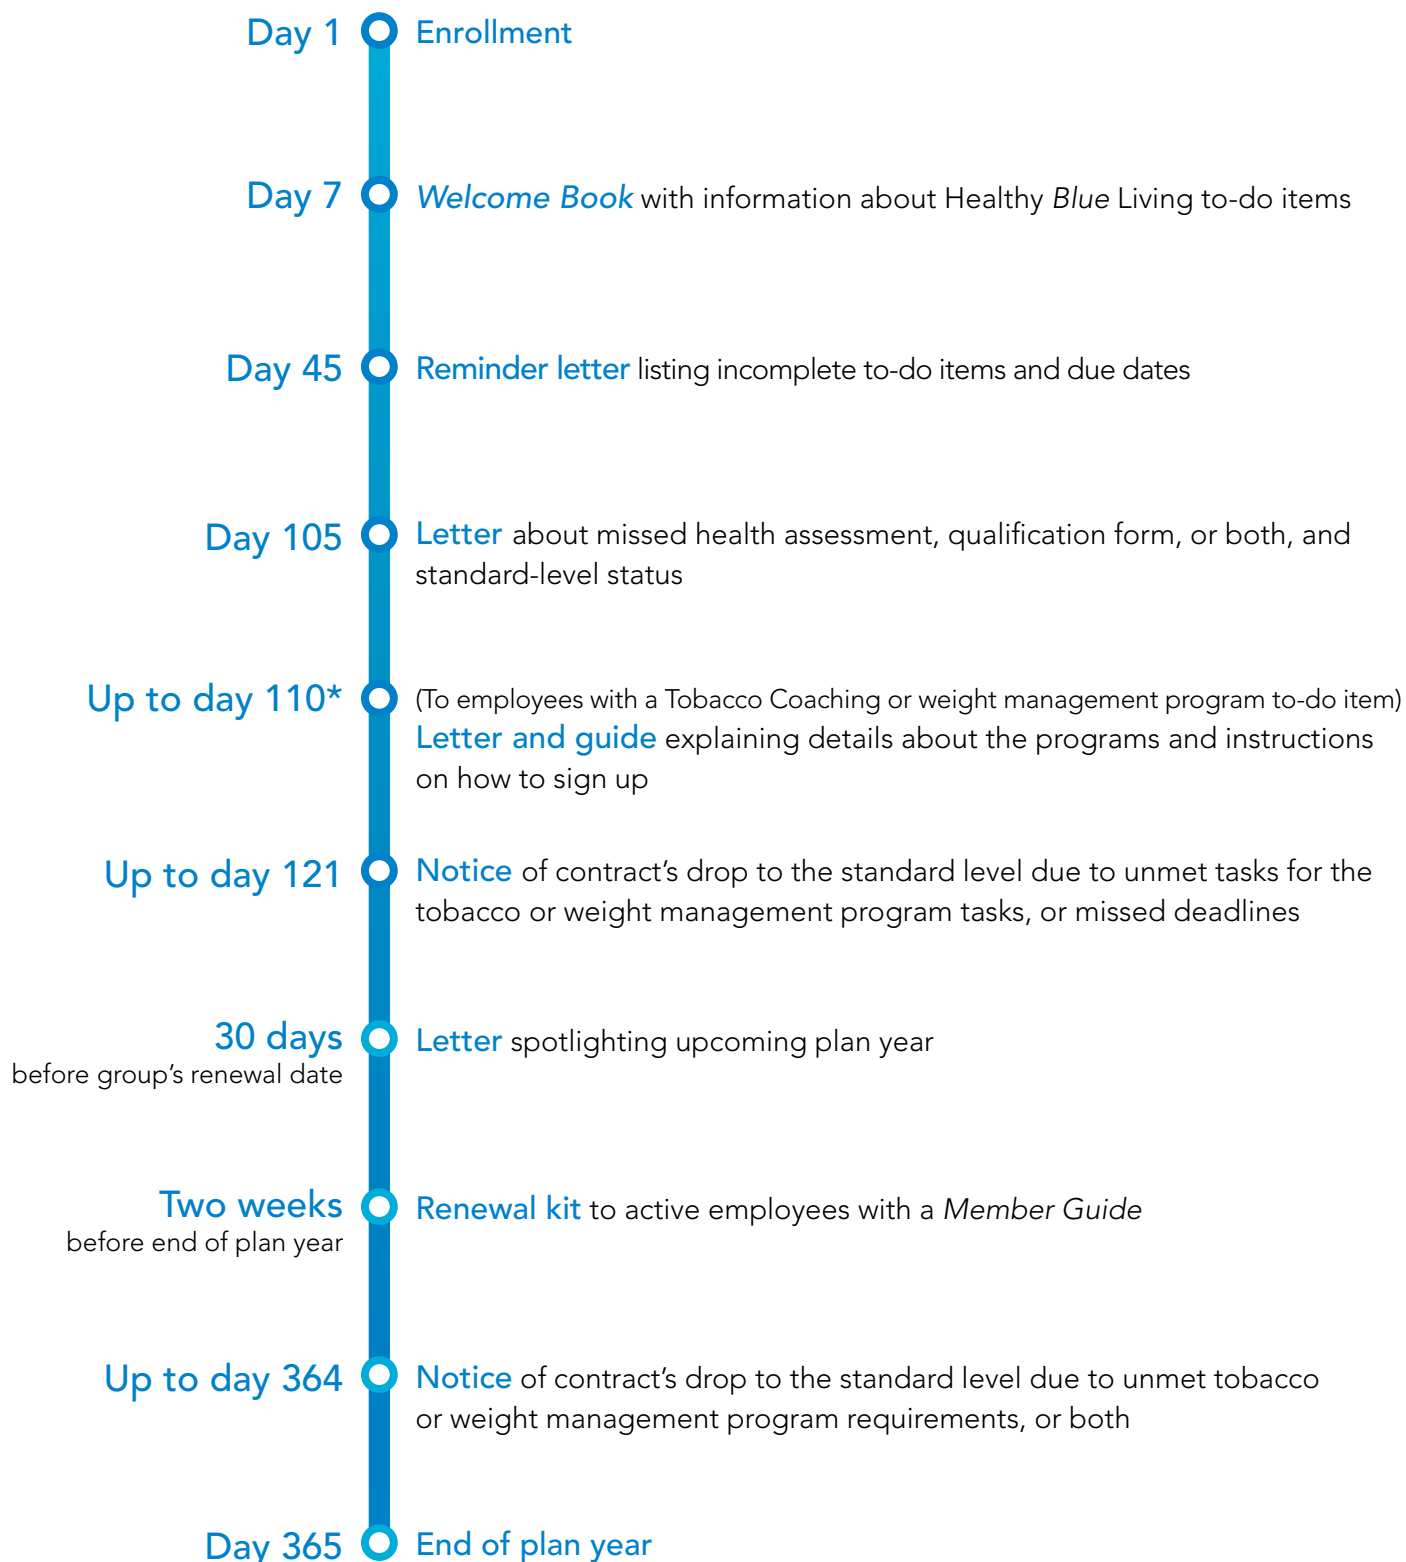 Day 1 Enrollment
Day 7 Welcome Book with information about Healthy Blue Living to-do items
Day 45 Reminder letter listing incomplete to-do items and due dates
Day 105 Letter about missed health assessment, qualification form, or both, and
standard-level status
Up to day 110* (To employees with a Tobacco Coaching or weight management program to-do item)
Letter and guide explaining details about the programs and instructions
on how to sign up
Up to day 121 Notice of contract’s drop to the standard level due to unmet tasks for the
tobacco or weight management program tasks, or missed deadlines
30 days Letter spotlighting upcoming plan year
before group’s renewal date
Two weeks Renewal kit to active employees with a Member Guide
before end of plan year
Up to day 364 Notice of contract’s drop to the standard level due to unmet tobacco
or weight management program requirements, or both
Day 365 End of plan year